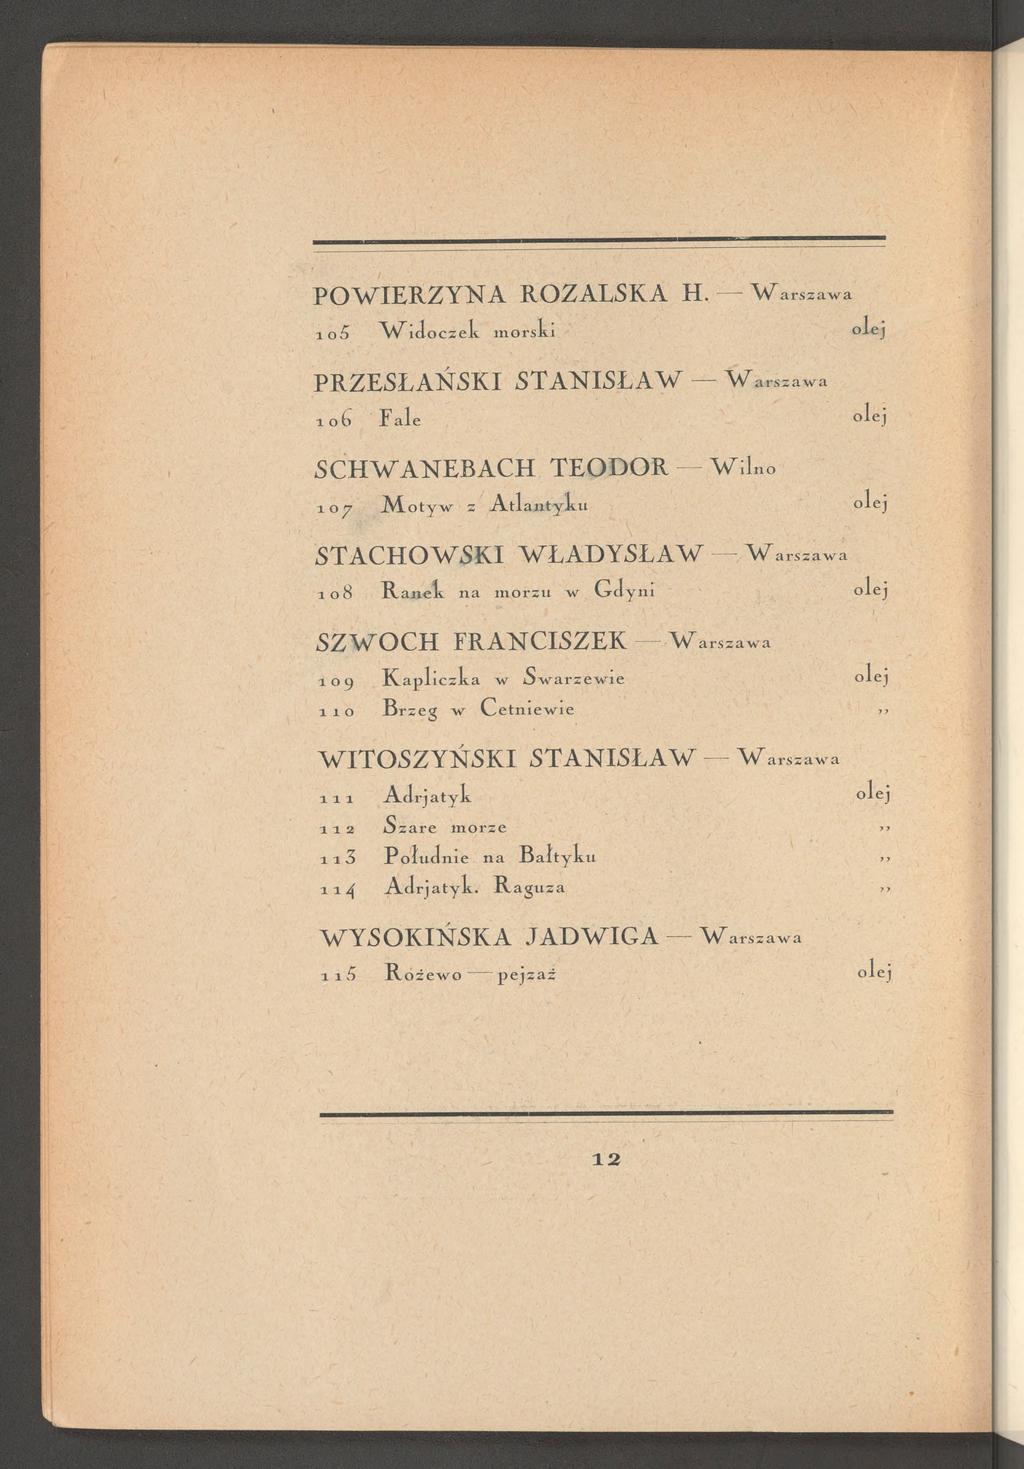 POWIERZYNA ROZALSKA H. — Warszawa
105 Widoczek morski olej
PRZESŁAŃSKI STANISŁAW — Warszawa
106 Fale olej
SCHWANEBACH TEODOR — Wilno
107 Motyw z Atlantyku olej
STACHOWSKI WŁADYSŁAW — Warszawa
108 Ranek na morzu w Gdyni olej
SZWOCH FRANCISZEK — Warszawa
109 Kapliczka w Swarzewie olej
110 Brzeg w Cetniewie ,,
WITOSZYŃSKI STANISŁAW — Warszawa
111 Adrjatyk olej
112 Szare morze ,,
113 Południe na Bałtyku ,,
114 Adrjatyk. Raguza ,,
WYSOKIŃSKA JADWIGA — Warszawa
115 Rożewo — pejzaż olej
12